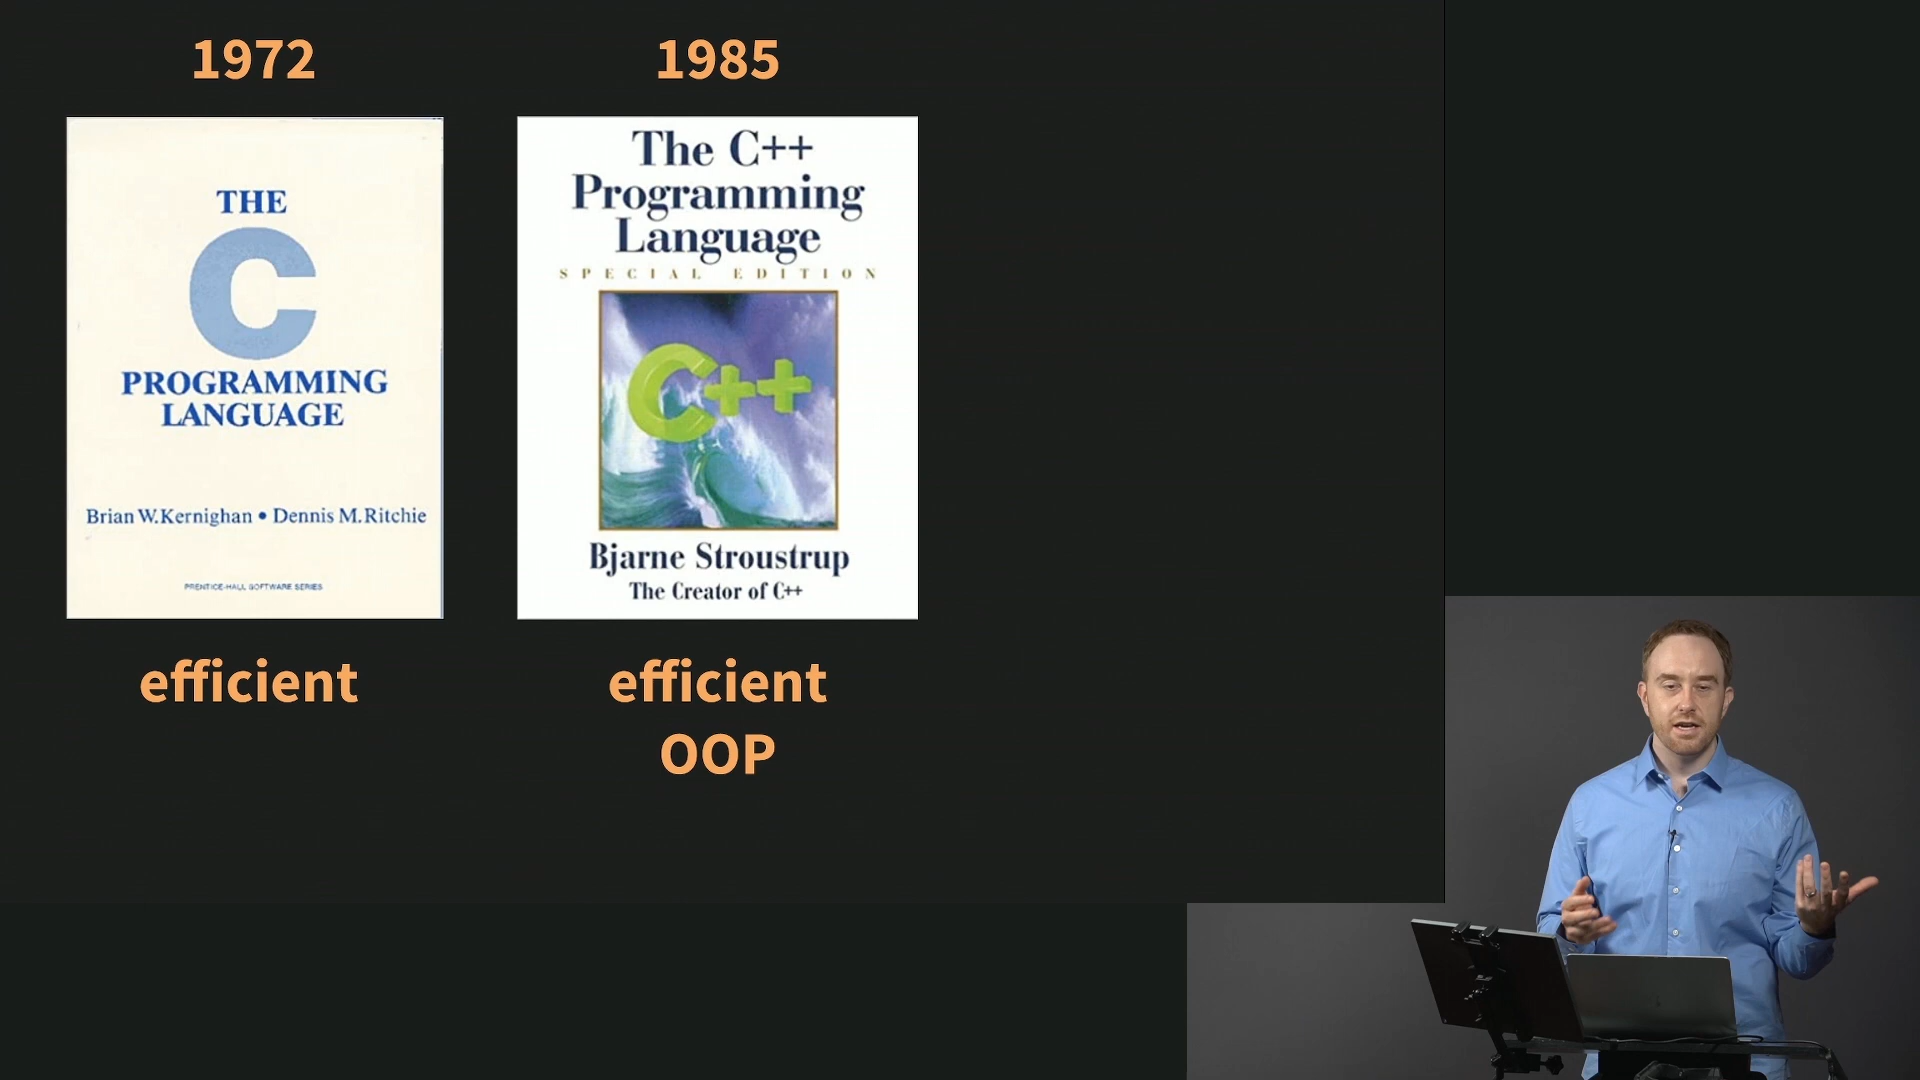 1972
THE
C
PROGRAMMING
LANGUAGE
Brian W. Kernighan • Dennis M. Ritchie
PRENTICE-HALL SOFTWARE SERIES
efficient
1985
The C++
Programming
Language
SPECIAL EDITION
C++
Bjarne Stroustrup
The Creator of C++
efficient
OOP